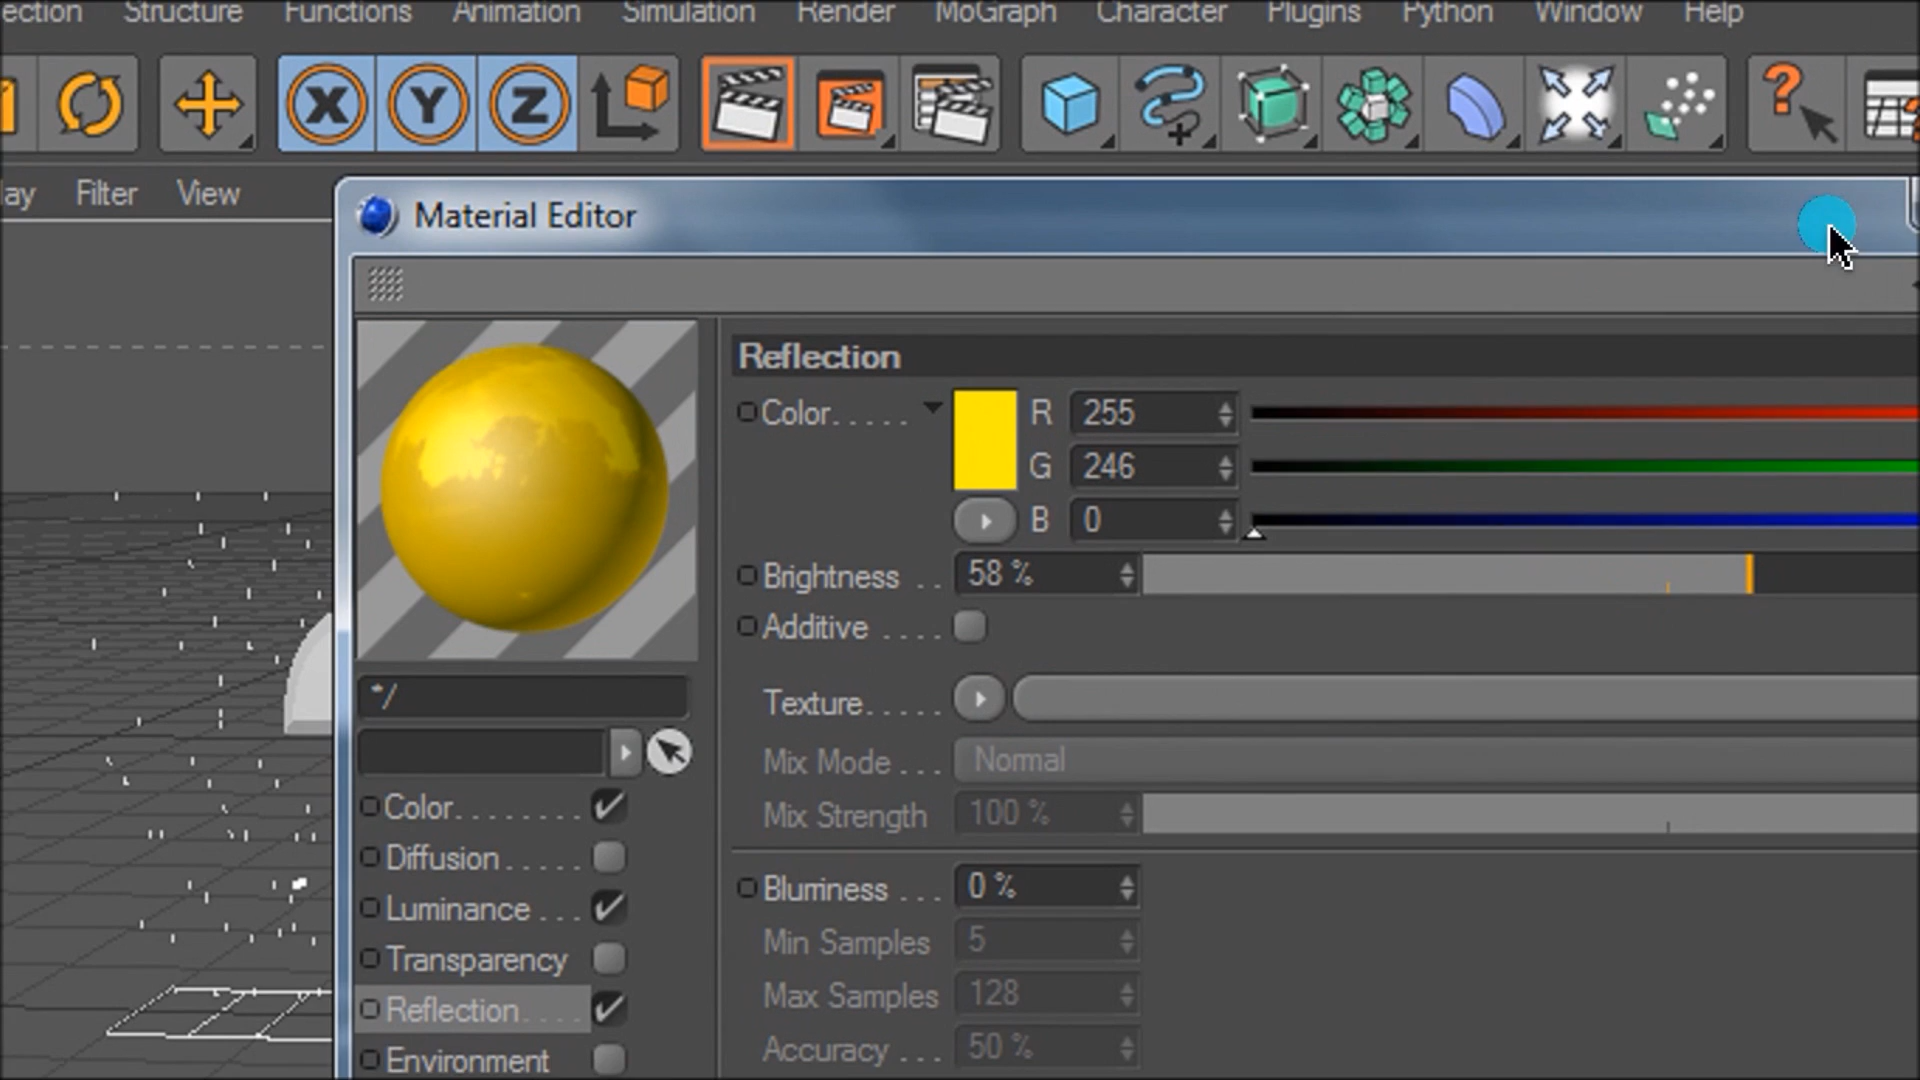 ection Structure Functions Animation Simulation Render MoGraph Character Plugins Python Window Help
X Y Z
lay Filter View
Material Editor
Reflection
Color. . . . . R 255
G 246
B 0
Brightness . . 58 %
Additive . . . .
Texture. . . . .
*/
Mix Mode . . . Normal
Mix Strength 100 %
Color. . . . . . . .
Diffusion . . . . .
Luminance . . .
Transparency
Reflection. . . .
Environment
Blurriness . . . 0 %
Min Samples 5
Max Samples 128
Accuracy . . . 50 %